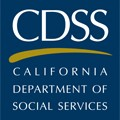 CDSS
CALIFORNIA
DEPARTMENT OF
SOCIAL SERVICES